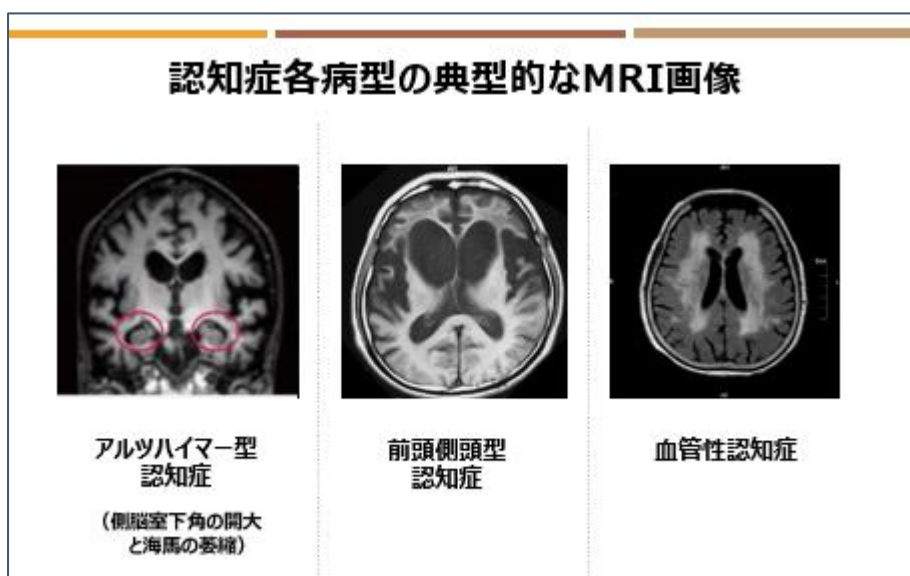 認知症各病型の典型的なMRI画像
アルツハイマー型
認知症
（側脳室下角の開大
と海馬の萎縮）
前頭側頭型
認知症
血管性認知症